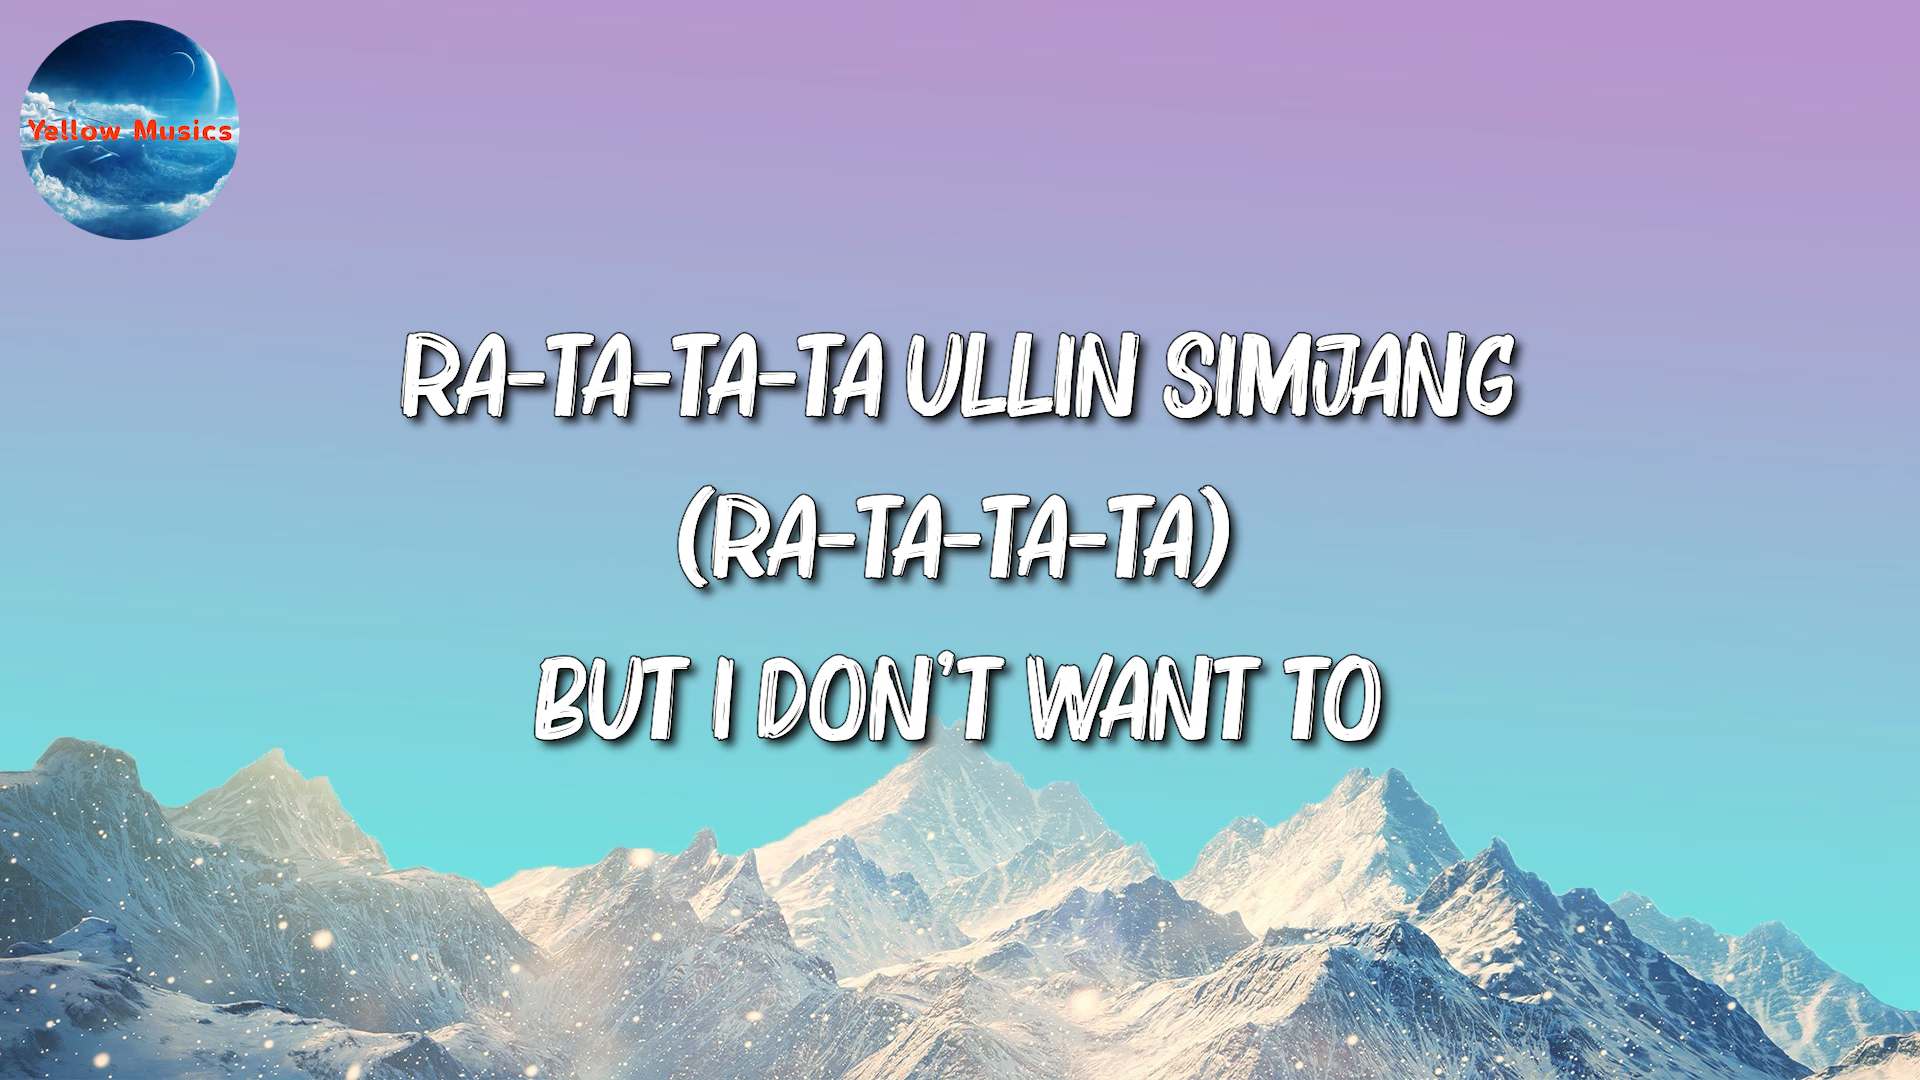 Yellow Musics
RA-TA-TA-TA ULLIN SIMJANG
(RA-TA-TA-TA)
BUT I DON'T WANT TO